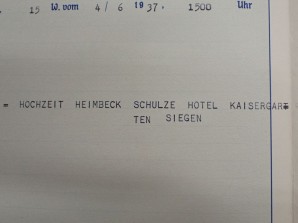 15 W. vom 4/6 1937. 1500 Uhr
= HOCHZEIT HEIMBECK SCHULZE HOTEL KAISERGART
TEN SIEGEN